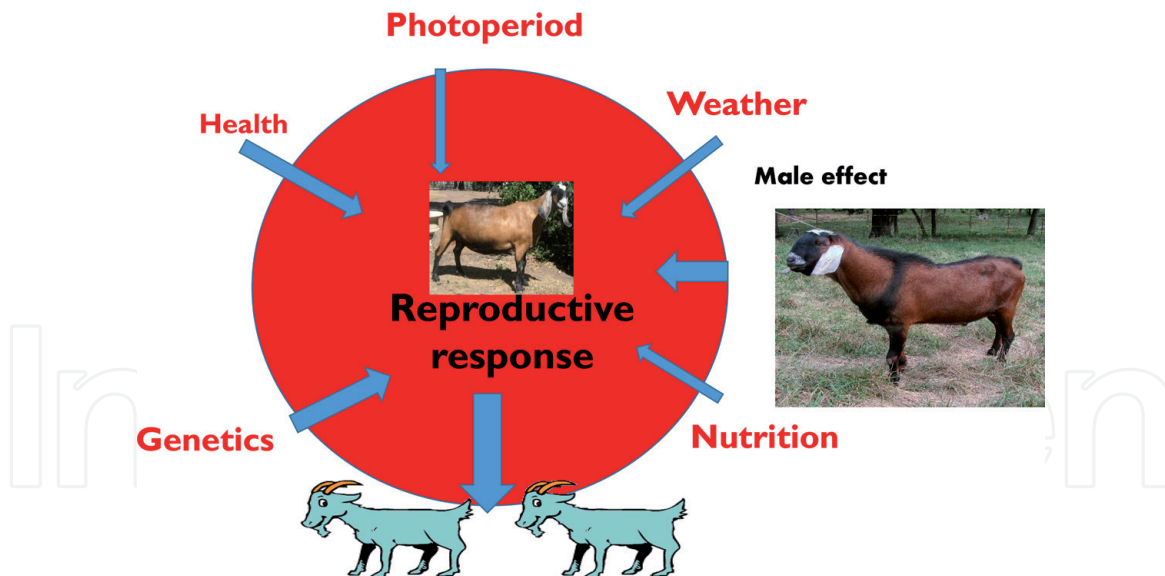 Photoperiod
Weather
Health
Male effect
Reproductive
response
Genetics
Nutrition